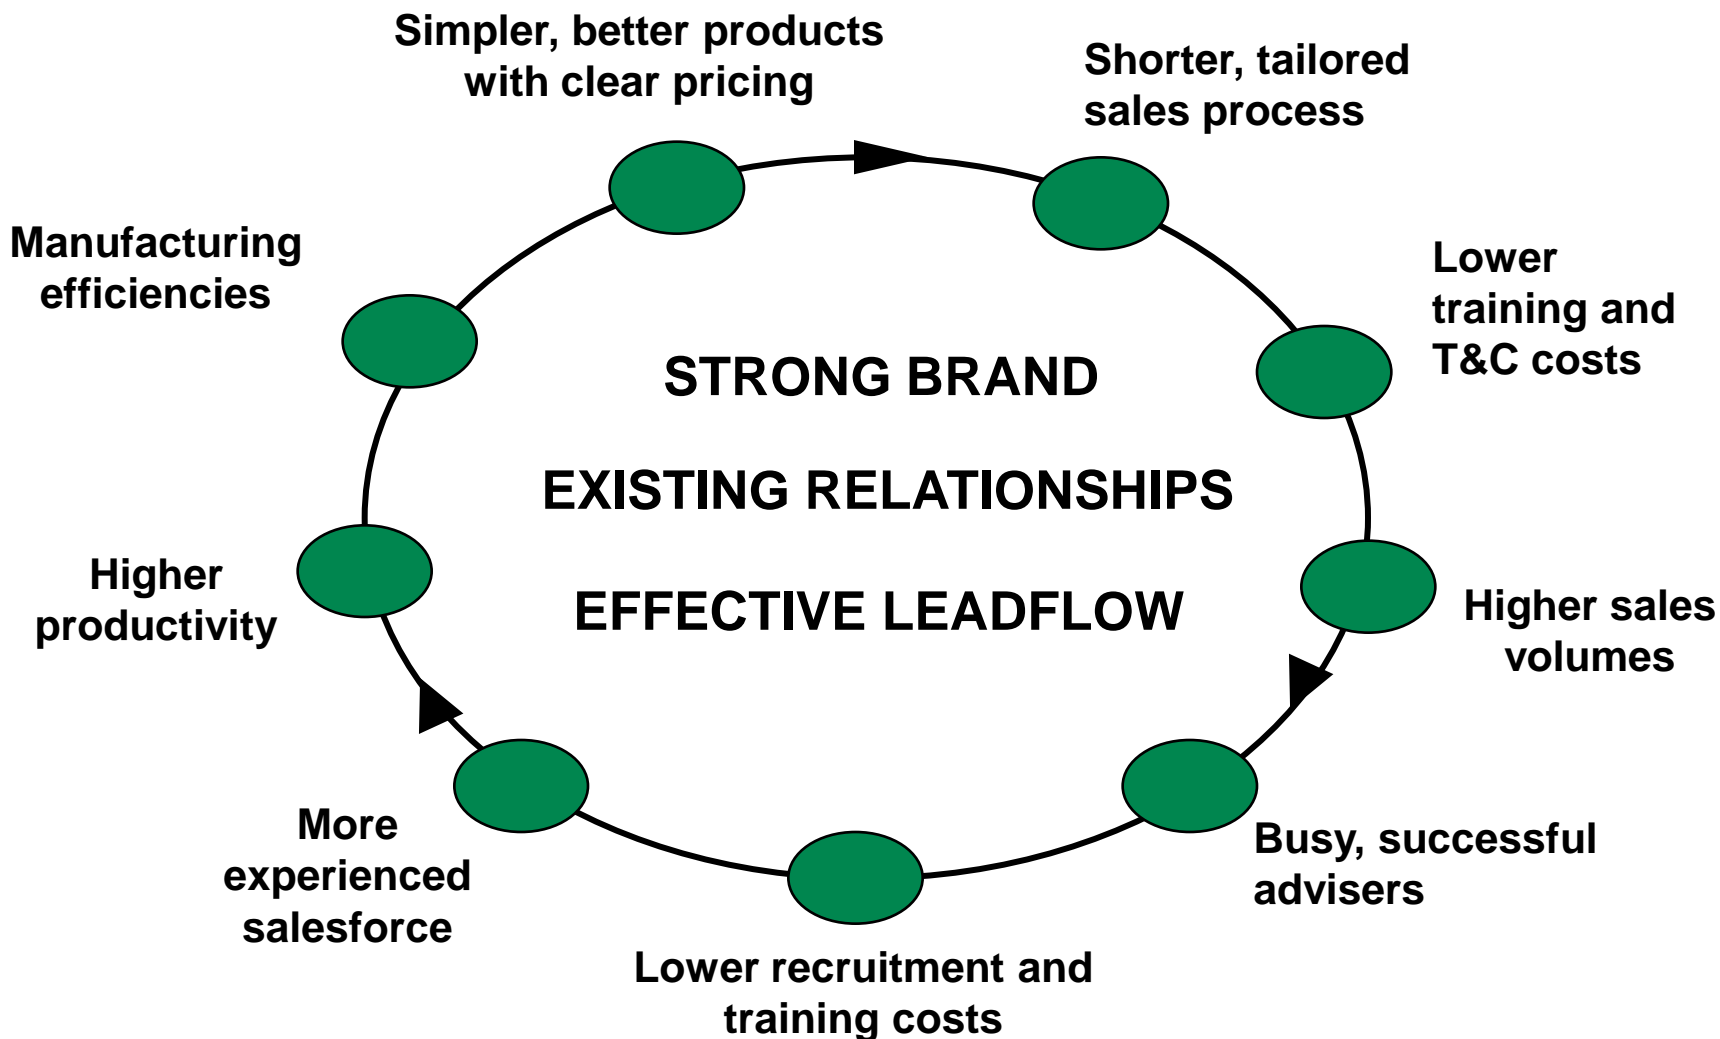 Simpler, better products
with clear pricing
Shorter, tailored
sales process
Manufacturing
efficiencies
Lower
training and
T&C costs
STRONG BRAND
EXISTING RELATIONSHIPS
EFFECTIVE LEADFLOW
Higher
productivity
Higher sales
volumes
More
experienced
salesforce
Busy, successful
advisers
Lower recruitment and
training costs